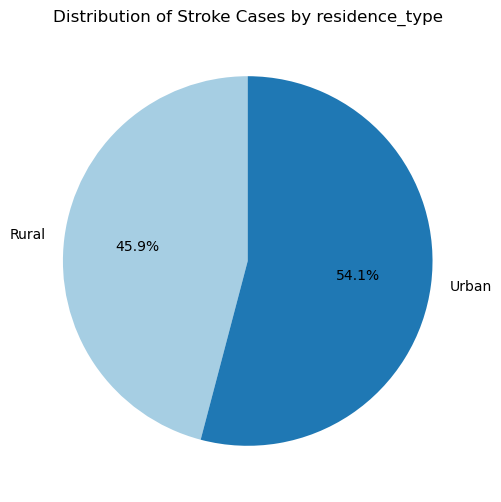 Distribution of Stroke Cases by residence_type
Rural
45.9%
54.1%
Urban